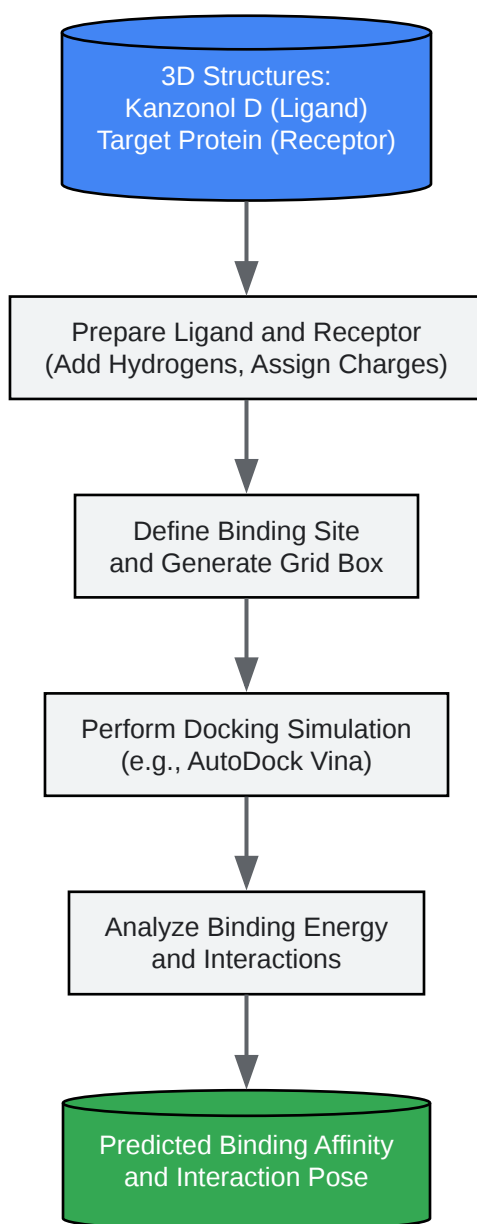 3D Structures:
Kanzonol D (Ligand)
Target Protein (Receptor)
Prepare Ligand and Receptor
(Add Hydrogens, Assign Charges)
Define Binding Site
and Generate Grid Box
Perform Docking Simulation
(e.g., AutoDock Vina)
Analyze Binding Energy
and Interactions
Predicted Binding Affinity
and Interaction Pose